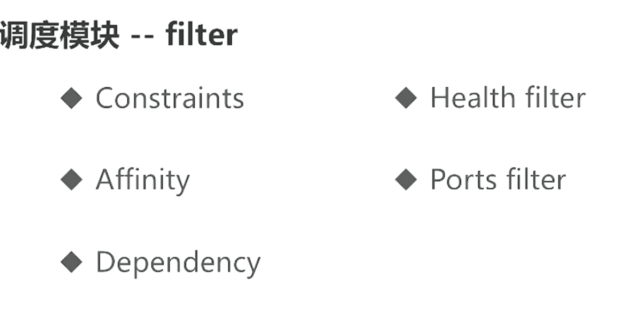 调度模块 -- filter
◆ Constraints
◆ Health filter
◆ Affinity
◆ Ports filter
◆ Dependency